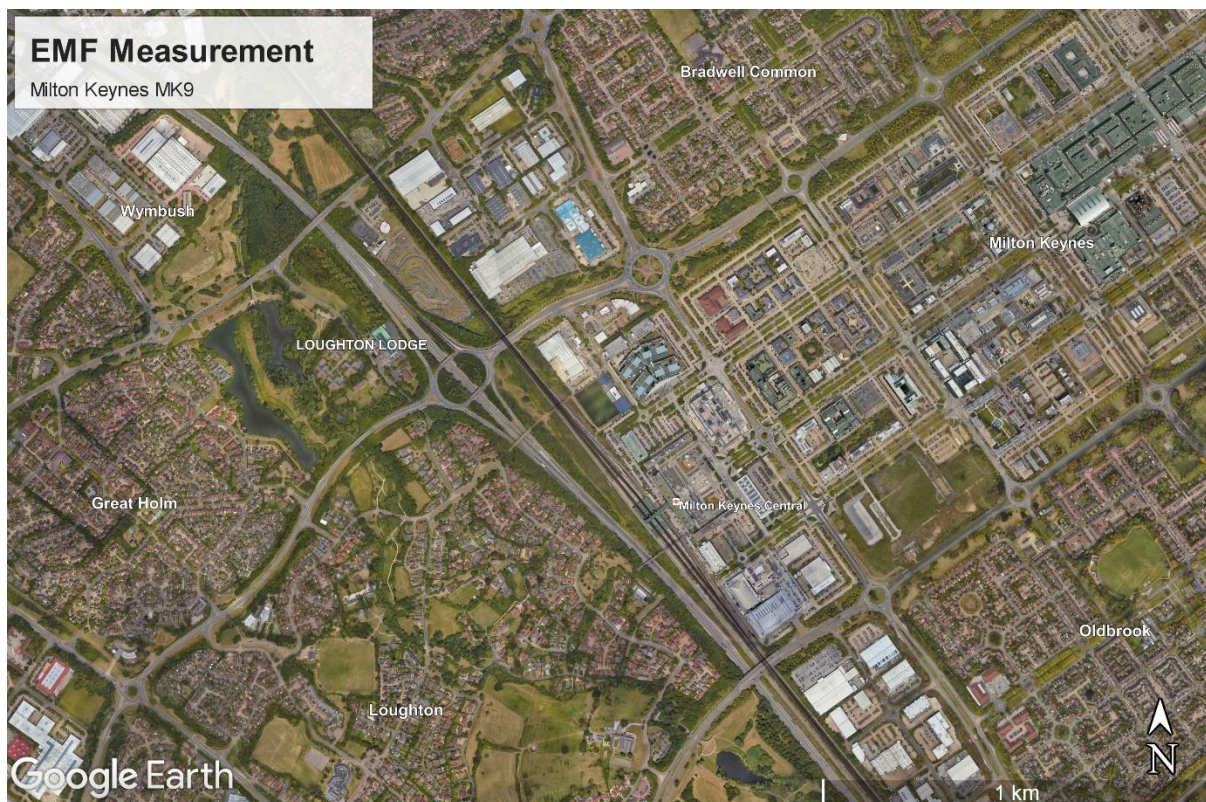 EMF Measurement
Milton Keynes MK9
Bradwell Common
Wymbush
Milton Keynes
LOUGHTON LODGE
Great Holm
Milton Keynes Central
Oldbrook
Loughton
N
Google Earth
1 km